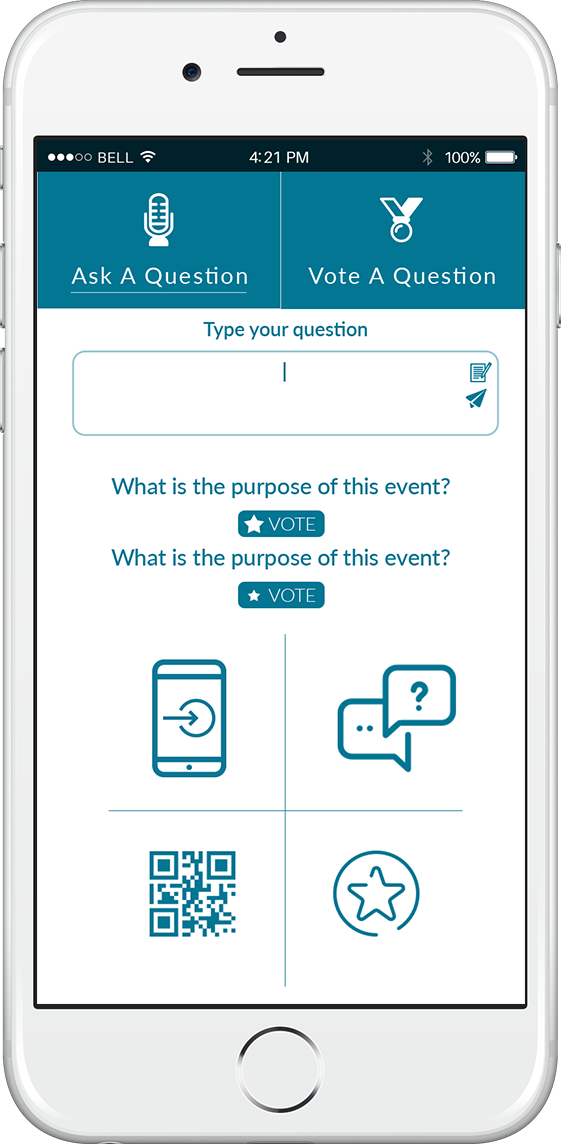 BELL 4:21 PM 100%
Ask A Question Vote A Question
Type your question
What is the purpose of this event?
VOTE
What is the purpose of this event?
VOTE
?